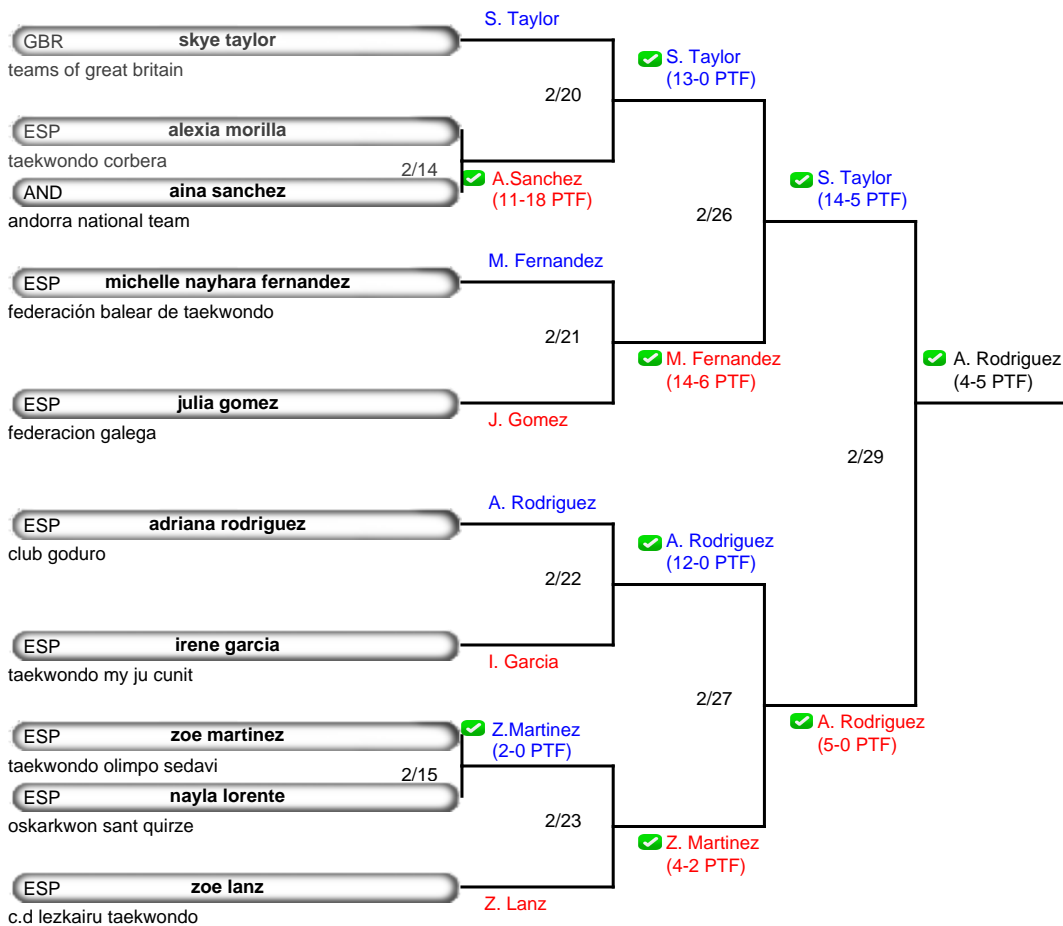 S. Taylor
GBR skye taylor
teams of great britain
S. Taylor
(13-0 PTF)
2/20
ESP alexia morilla
taekwondo corbera
2/14
AND aina sanchez
andorra national team
A.Sanchez
(11-18 PTF)
S. Taylor
(14-5 PTF)
2/26
M. Fernandez
ESP michelle nayhara fernandez
federación balear de taekwondo
2/21
M. Fernandez
(14-6 PTF)
A. Rodriguez
(4-5 PTF)
ESP julia gomez
federacion galega
J. Gomez
2/29
A. Rodriguez
ESP adriana rodriguez
club goduro
A. Rodriguez
(12-0 PTF)
2/22
ESP irene garcia
taekwondo my ju cunit
I. Garcia
2/27
A. Rodriguez
(5-0 PTF)
ESP zoe martinez
taekwondo olimpo sedavi
Z.Martinez
(2-0 PTF)
2/15
ESP nayla lorente
oskarkwon sant quirze
2/23
Z. Martinez
(4-2 PTF)
ESP zoe lanz
c.d lezkairu taekwondo
Z. Lanz